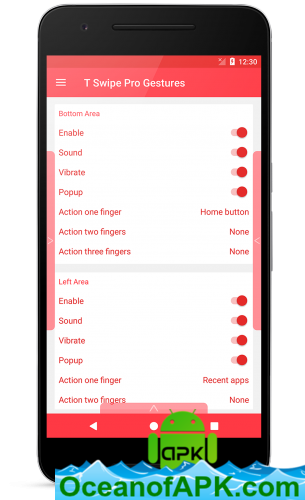 12:30
T Swipe Pro Gestures
Bottom Area
Enable
Sound
Vibrate
Popup
Action one finger Home button
Action two fingers None
Action three fingers None
Left Area
Enable
Sound
Vibrate
Popup
Action one finger Recent apps
Action two fingers None
apk
OceanofAPK.com